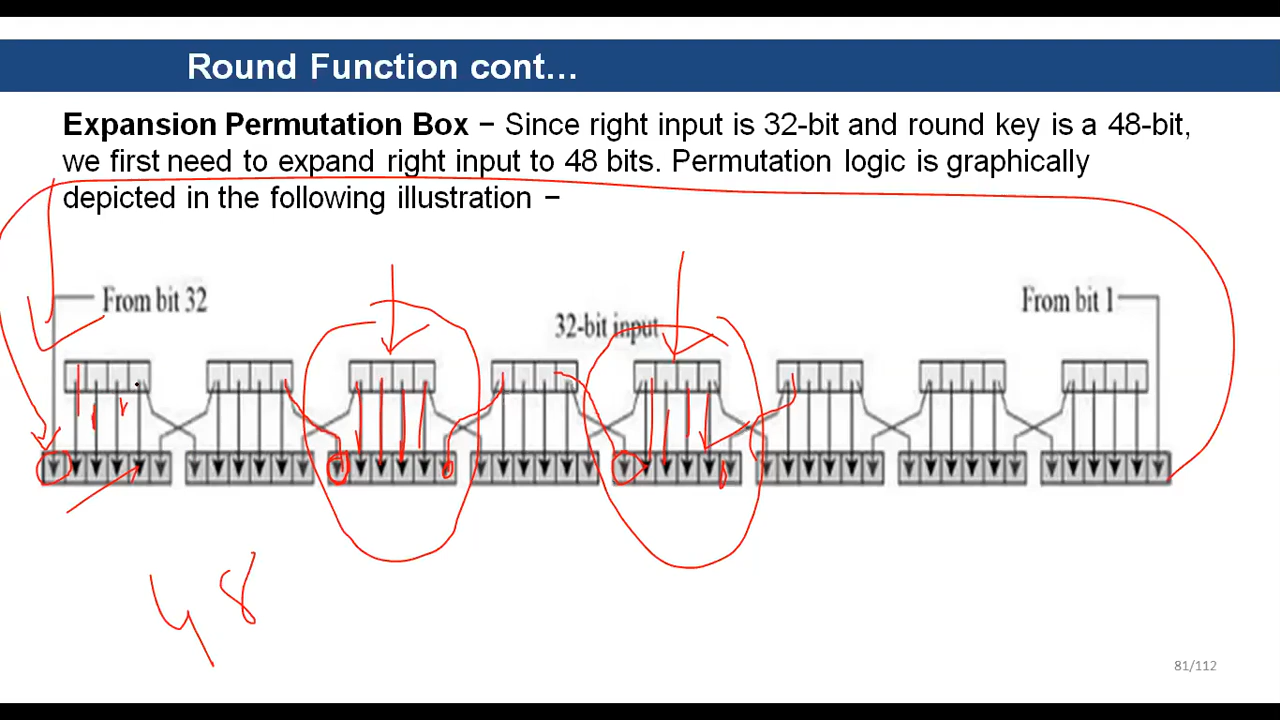 Round Function cont...
Expansion Permutation Box − Since right input is 32-bit and round key is a 48-bit,
we first need to expand right input to 48 bits. Permutation logic is graphically
depicted in the following illustration −
From bit 32
32-bit input
From bit 1
48
81/112